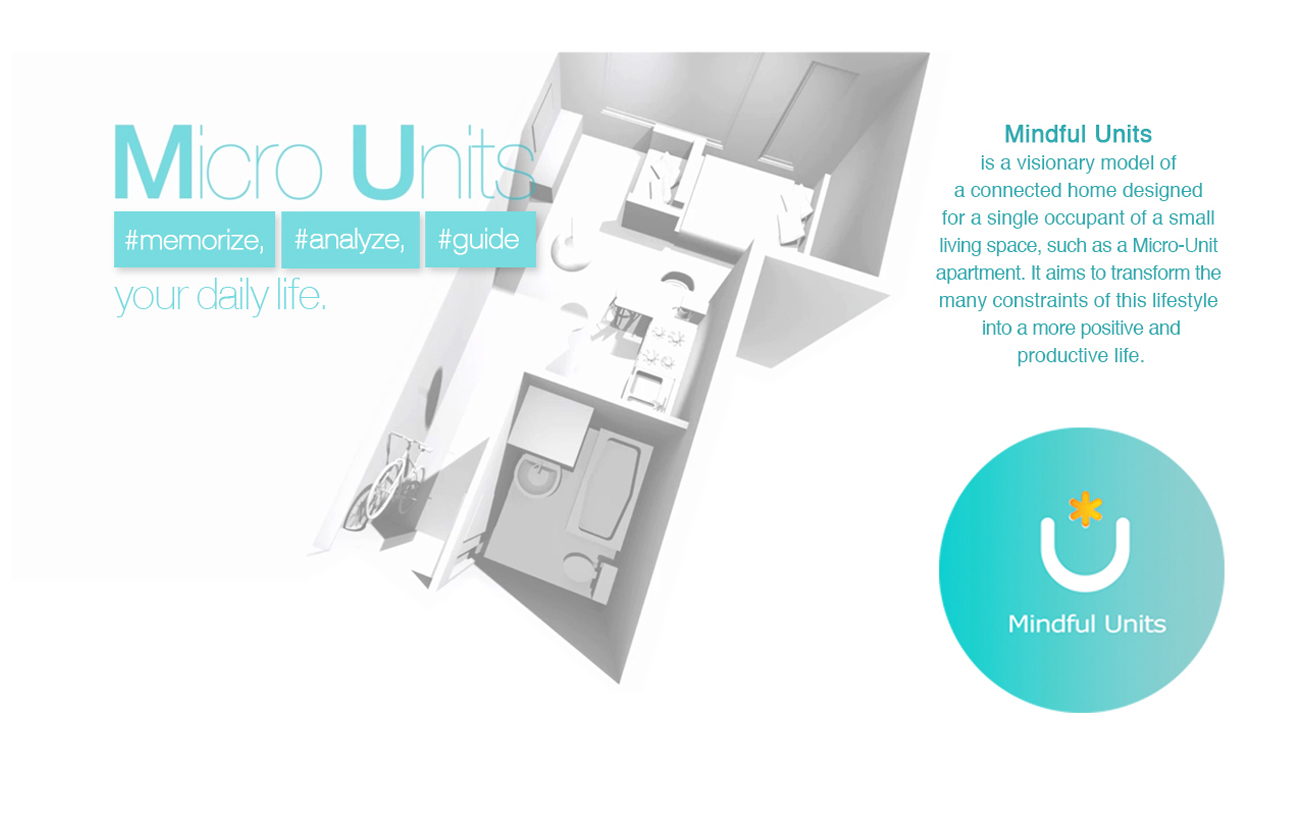 Micro Units
#memorize, #analyze, #guide
your daily life.
Mindful Units
is a visionary model of
a connected home designed
for a single occupant of a small
living space, such as a Micro-Unit
apartment. It aims to transform the
many constraints of this lifestyle
into a more positive and
productive life.
Mindful Units